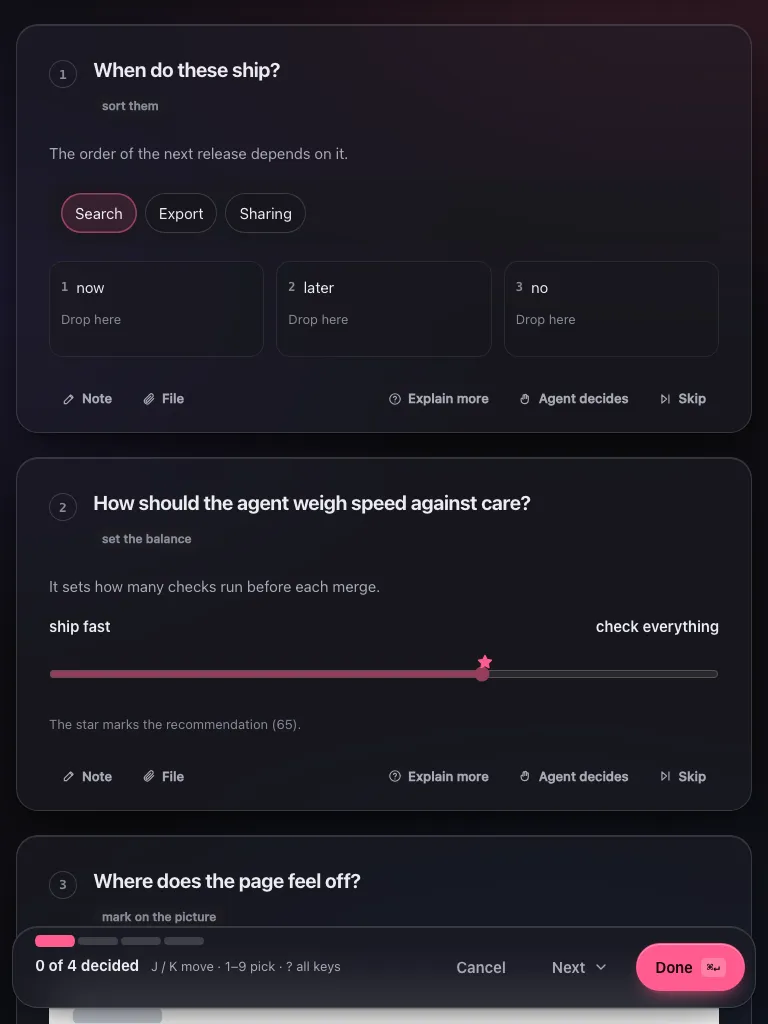 1 When do these ship?
sort them
The order of the next release depends on it.
Search Export Sharing
1 now 2 later 3 no
Drop here Drop here Drop here
Note File Explain more Agent decides Skip
2 How should the agent weigh speed against care?
set the balance
It sets how many checks run before each merge.
ship fast check everything
The star marks the recommendation (65).
Note File Explain more Agent decides Skip
3 Where does the page feel off?
mark on the picture
0 of 4 decided J / K move · 1–9 pick · ? all keys Cancel Next Done ⌘↵